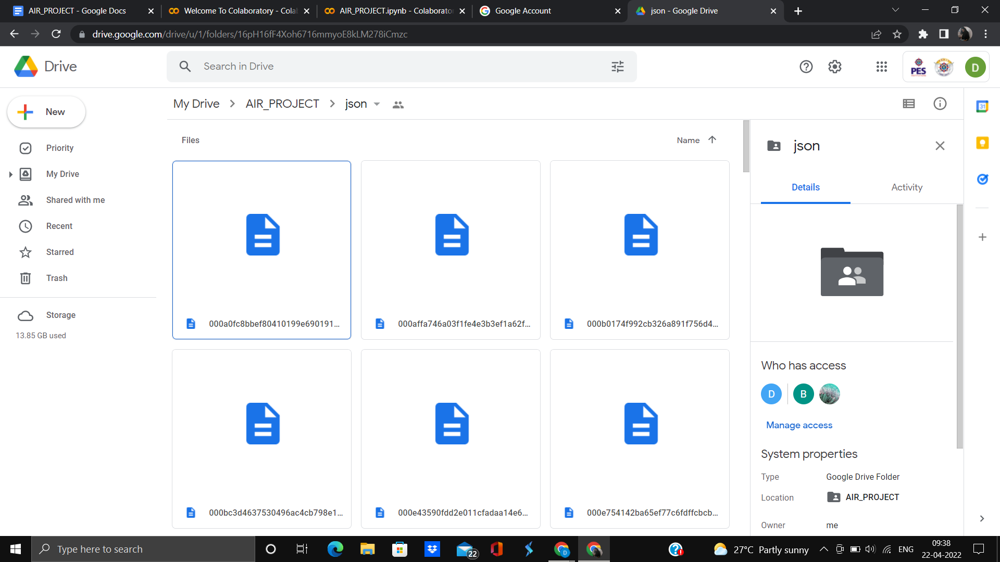 AIR_PROJECT - Google Docs
Welcome To Colaboratory - Colab
AIR_PROJECT.ipynb - Colaborator
Google Account
json - Google Drive
drive.google.com/drive/u/1/folders/16pH16fF4Xoh6716mmyoE8kLM278iCmzc
Drive
Search in Drive
PES
D
New
My Drive > AIR_PROJECT > json
Priority
My Drive
Shared with me
Recent
Starred
Trash
Storage
13.85 GB used
Files
Name
000a0fc8bbef80410199e690191...
000affa746a03f1fe4e3b3ef1a62f...
000b0174f992cb326a891f756d4...
000bc3d4637530496ac4cb798e1...
000e43590fdd2e011cfadaa14e6...
000e754142ba65ef77c6fdffcbcb...
json
Details
Activity
Who has access
D
B
Manage access
System properties
Type Google Drive Folder
Location AIR_PROJECT
Owner me
31
Type here to search
22
D
27°C Partly sunny
ENG
09:38
22-04-2022